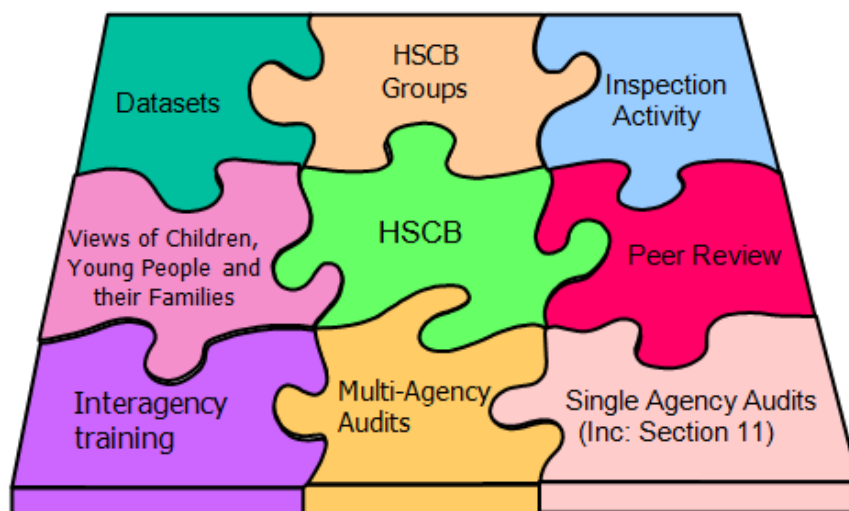 Datasets
HSCB
Groups
Inspection
Activity
Views of Children,
Young People and
their Families
HSCB
Peer Review
Interagency
training
Multi-Agency
Audits
Single Agency Audits
(Inc: Section 11)